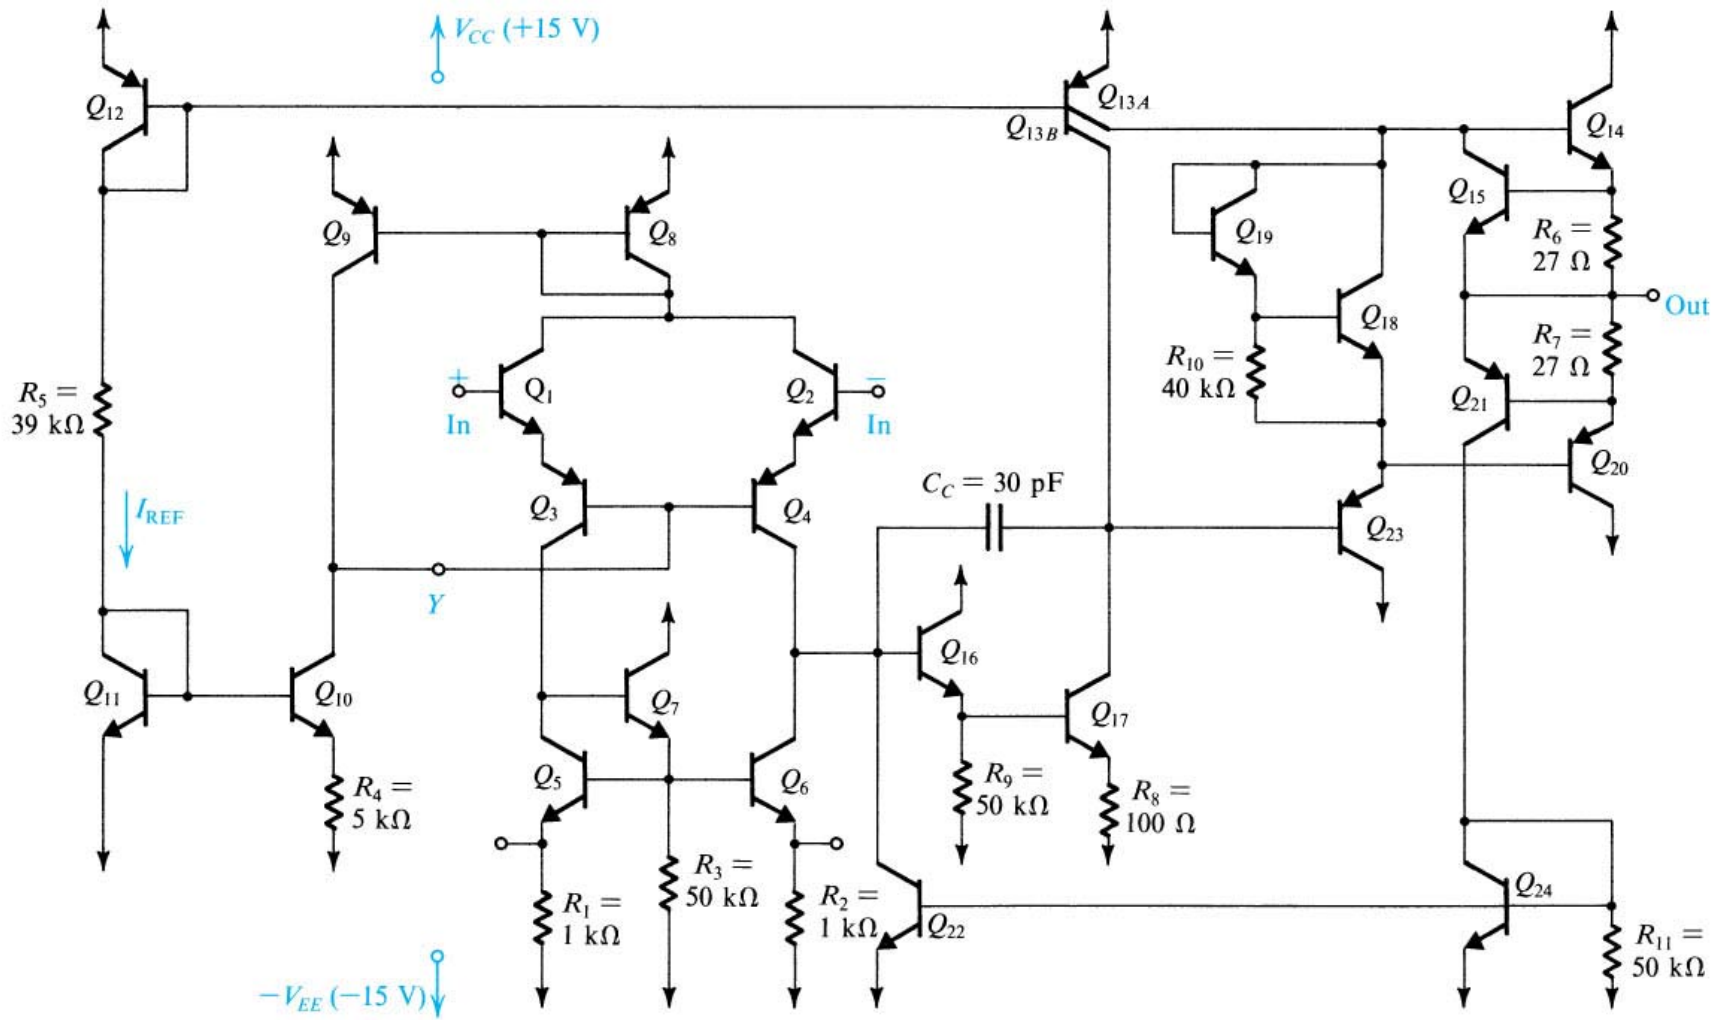 V_CC (+15 V)
Q_12
Q_13A
Q_13B
Q_14
Q_15
Q_9
Q_8
Q_19
R_6 =
27 Ω
Out
Q_18
R_7 =
27 Ω
R_10 =
40 kΩ
+
In
Q_1
Q_2
−
In
Q_21
R_5 =
39 kΩ
Q_20
I_REF
Q_3
Q_4
C_C = 30 pF
Q_23
Y
Q_16
Q_11
Q_10
Q_7
Q_17
R_4 =
5 kΩ
Q_5
Q_6
R_9 =
50 kΩ
R_8 =
100 Ω
R_3 =
50 kΩ
R_1 =
1 kΩ
R_2 =
1 kΩ
Q_22
Q_24
R_11 =
50 kΩ
−V_EE (−15 V)